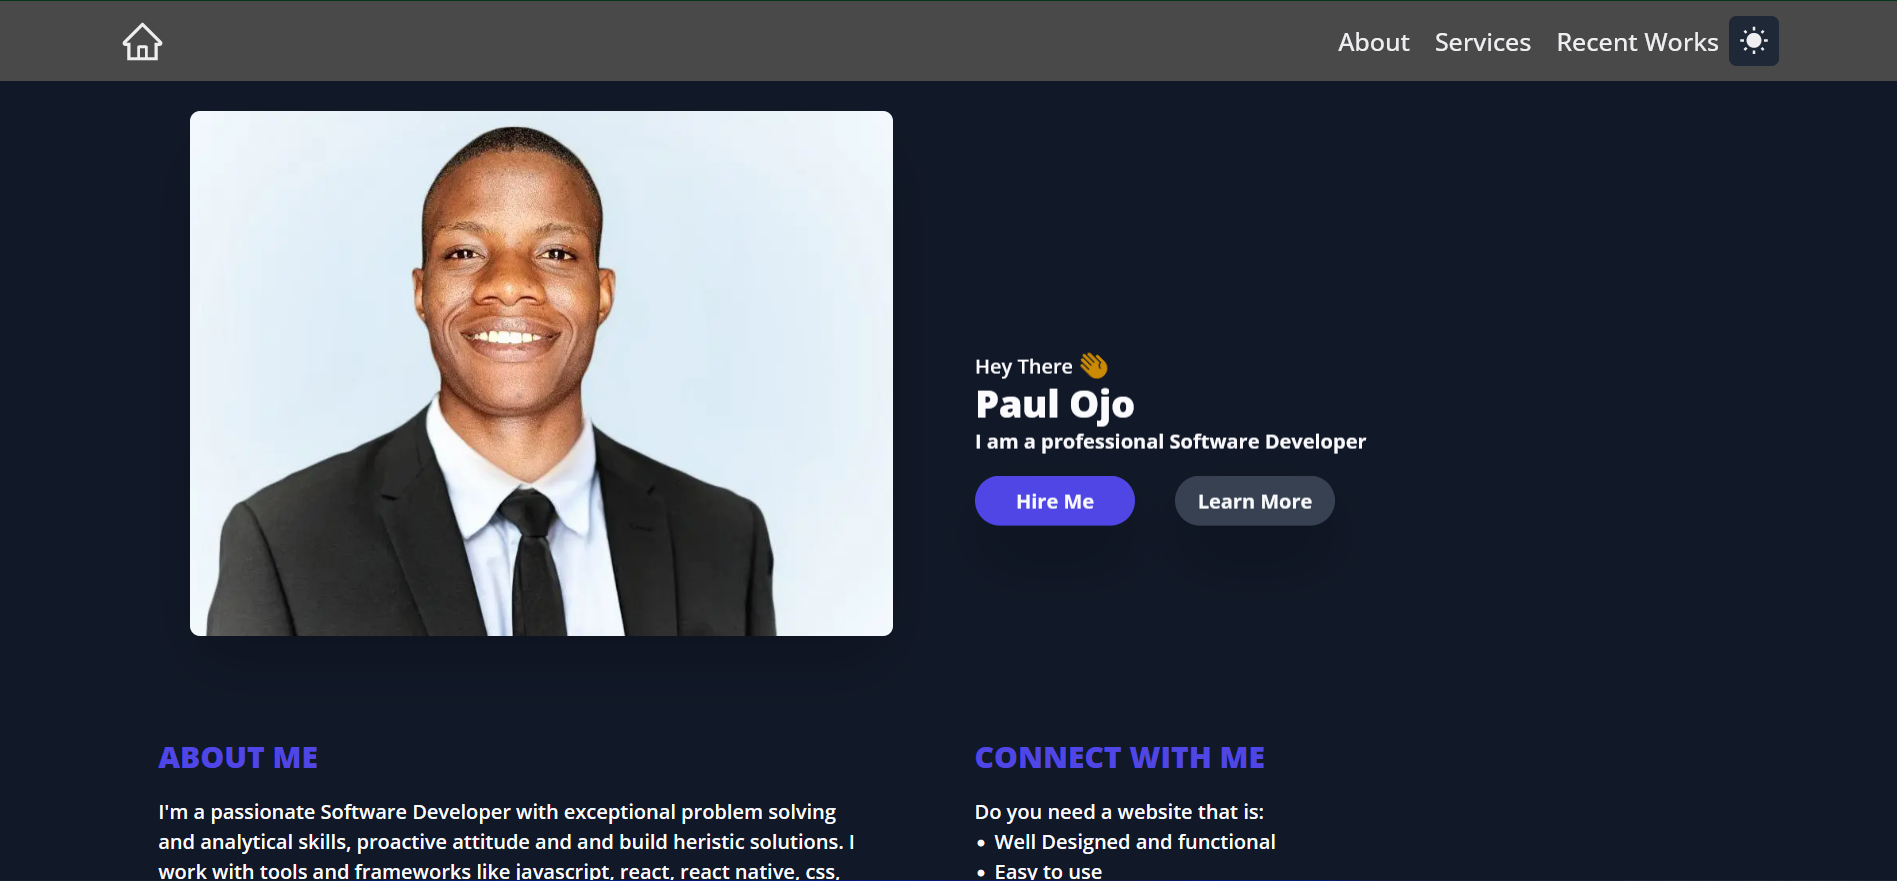 About Services Recent Works
Hey There
Paul Ojo
I am a professional Software Developer
Hire Me Learn More
ABOUT ME
I'm a passionate Software Developer with exceptional problem solving
and analytical skills, proactive attitude and and build heristic solutions. I
work with tools and frameworks like javascript, react, react native, css,
CONNECT WITH ME
Do you need a website that is:
• Well Designed and functional
• Easy to use